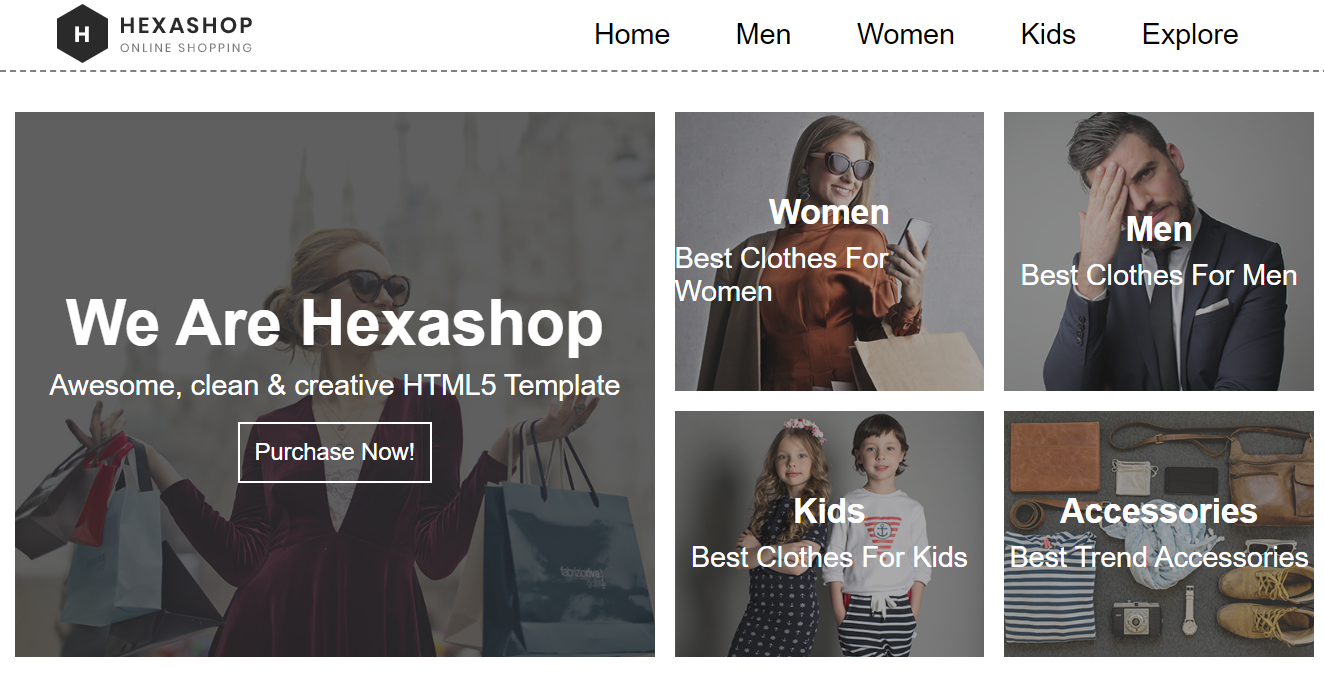 H
HEXASHOP
ONLINE SHOPPING
Home Men Women Kids Explore
We Are Hexashop
Awesome, clean & creative HTML5 Template
Purchase Now!
Women
Best Clothes For
Women
Men
Best Clothes For Men
Kids
Best Clothes For Kids
Accessories
Best Trend Accessories